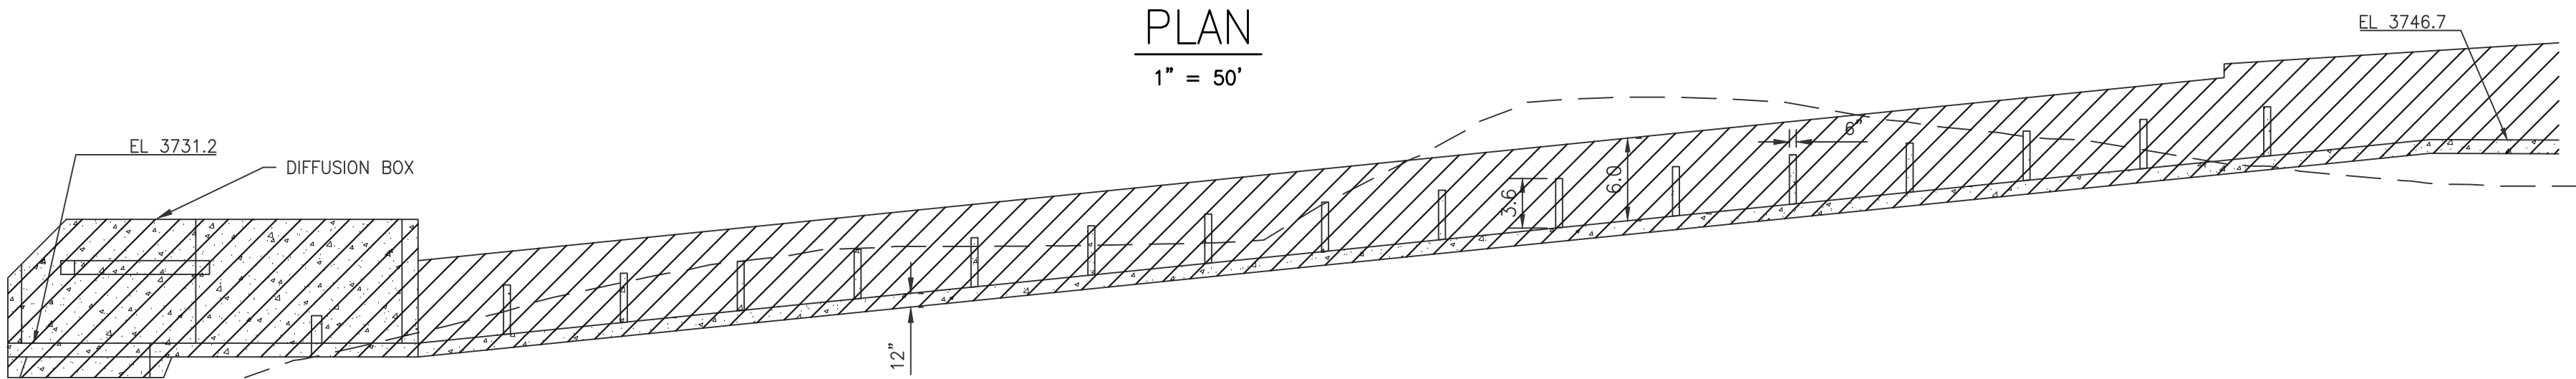 PLAN
1" = 50'
EL 3746.7
EL 3731.2
DIFFUSION BOX
6"
6.0
3.6
12"